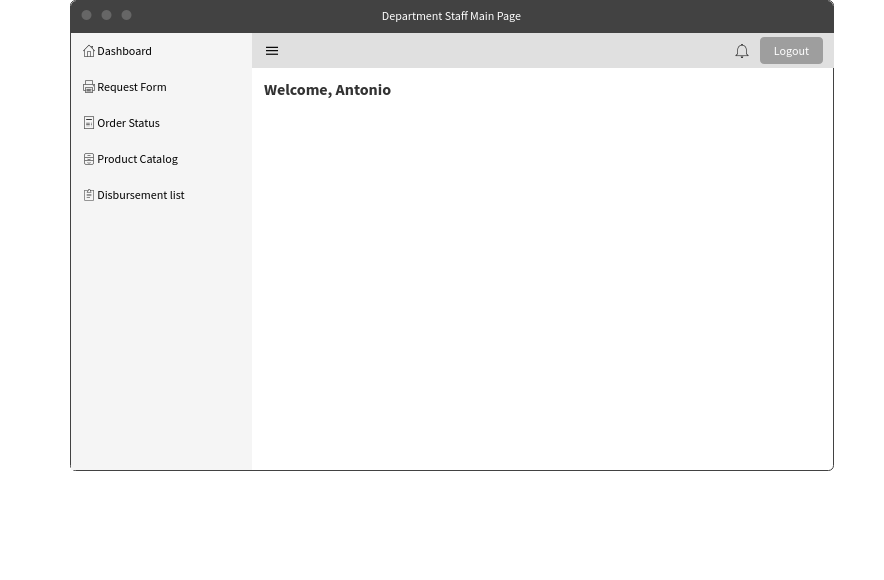 Department Staff Main Page
Dashboard
Logout
Request Form
Welcome, Antonio
Order Status
Product Catalog
Disbursement list